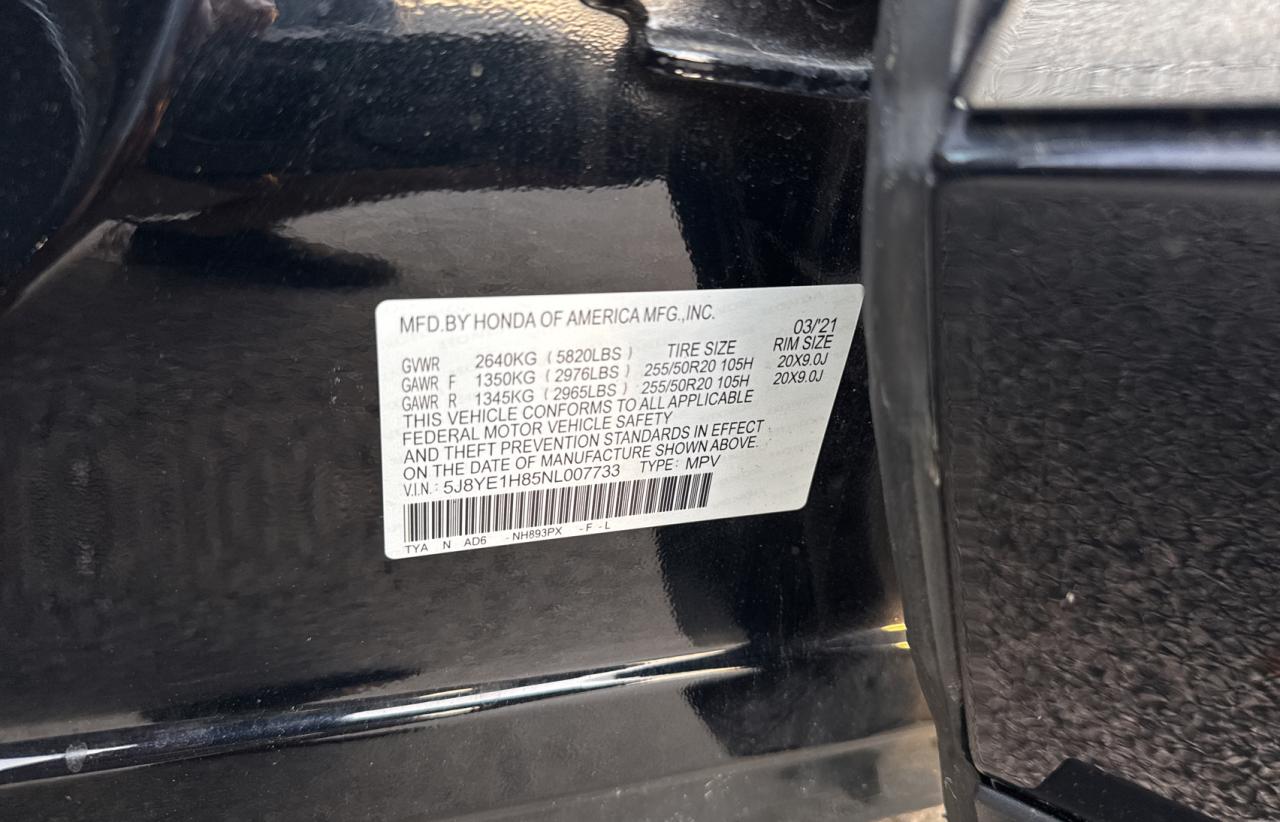 MFD.BY HONDA OF AMERICA MFG.,INC.
03/'21
GVWR 2640KG ( 5820LBS ) TIRE SIZE RIM SIZE
GAWR F 1350KG ( 2976LBS ) 255/50R20 105H 20X9.0J
GAWR R 1345KG ( 2965LBS ) 255/50R20 105H 20X9.0J
THIS VEHICLE CONFORMS TO ALL APPLICABLE
FEDERAL MOTOR VEHICLE SAFETY
AND THEFT PREVENTION STANDARDS IN EFFECT
ON THE DATE OF MANUFACTURE SHOWN ABOVE.
V.I.N.: 5J8YE1H85NL007733 TYPE: MPV
TYA N AD6 -NH893PX -F -L